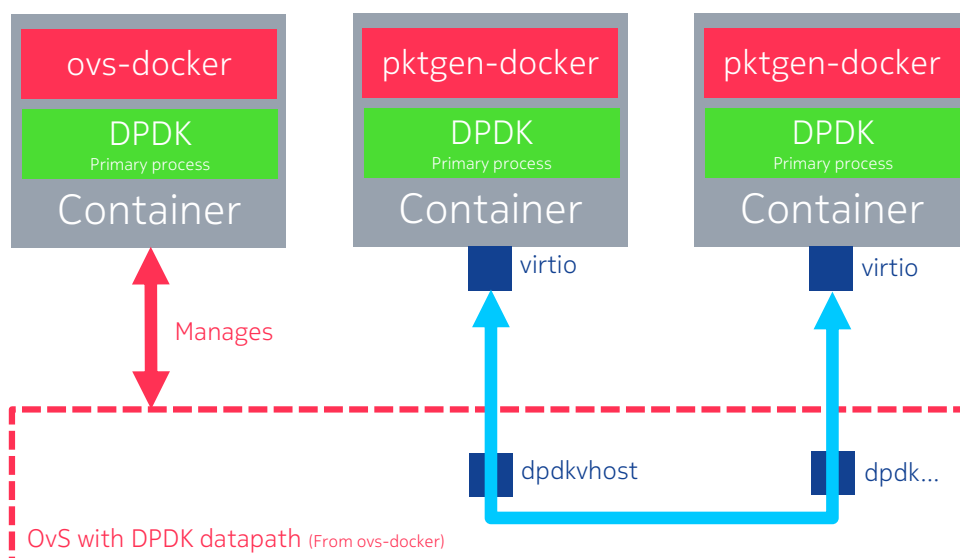 ovs-docker
DPDK
Primary process
Container
pktgen-docker
DPDK
Primary process
Container
pktgen-docker
DPDK
Primary process
Container
virtio
virtio
Manages
dpdkvhost
dpdk...
OvS with DPDK datapath (From ovs-docker)